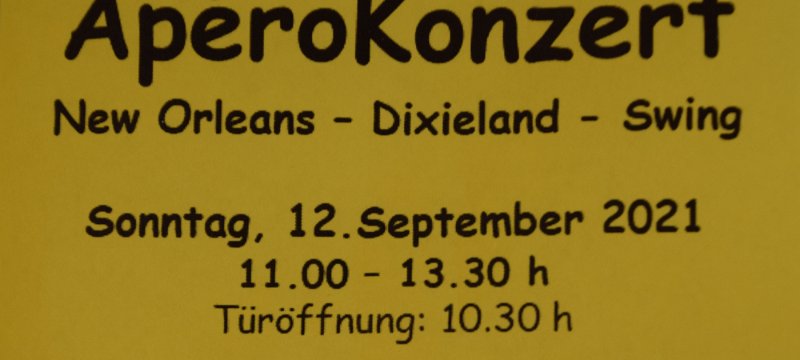 AperoKonzert
New Orleans - Dixieland - Swing
Sonntag, 12.September 2021
11.00 - 13.30 h
Türöffnung: 10.30 h